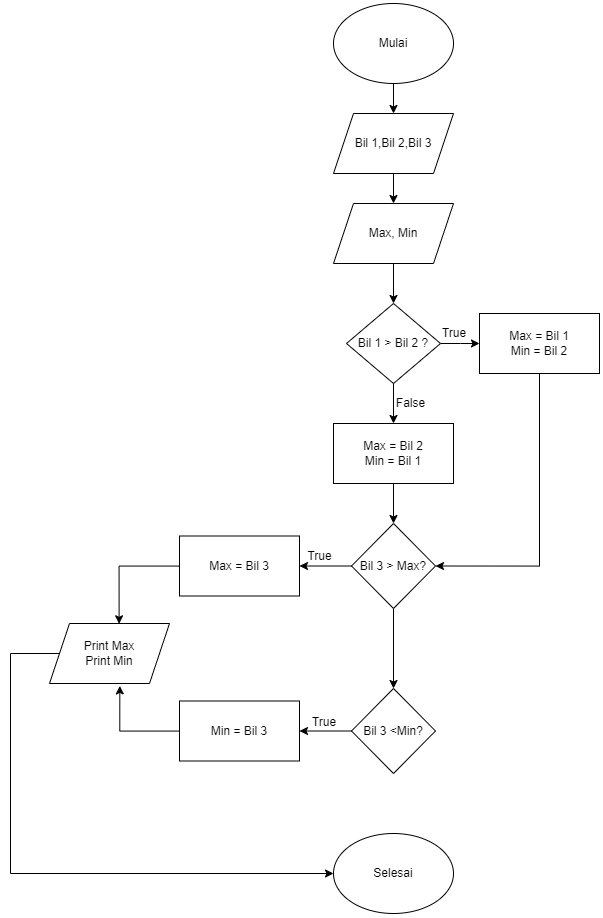 Mulai
Bil 1,Bil 2,Bil 3
Max, Min
Bil 1 > Bil 2 ?
True
Max = Bil 1
Min = Bil 2
False
Max = Bil 2
Min = Bil 1
Bil 3 > Max?
True
Max = Bil 3
Print Max
Print Min
Bil 3 <Min?
True
Min = Bil 3
Selesai